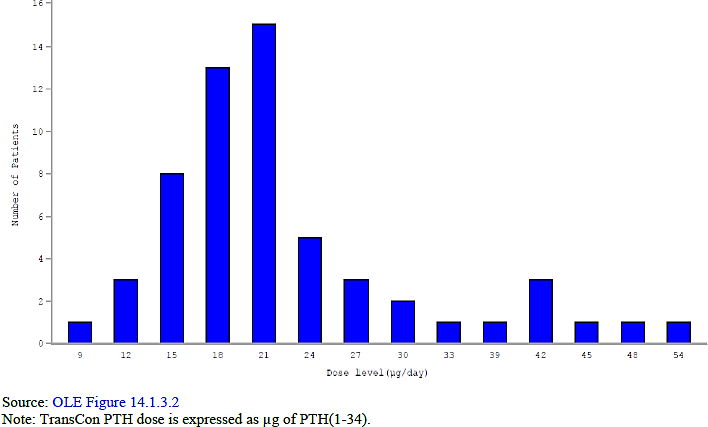 16
14
12
10
8
6
4
2
0
Number of Patients
9 12 15 18 21 24 27 30 33 39 42 45 48 54
Dose level(µg/day)
Source: OLE Figure 14.1.3.2
Note: TransCon PTH dose is expressed as µg of PTH(1-34).